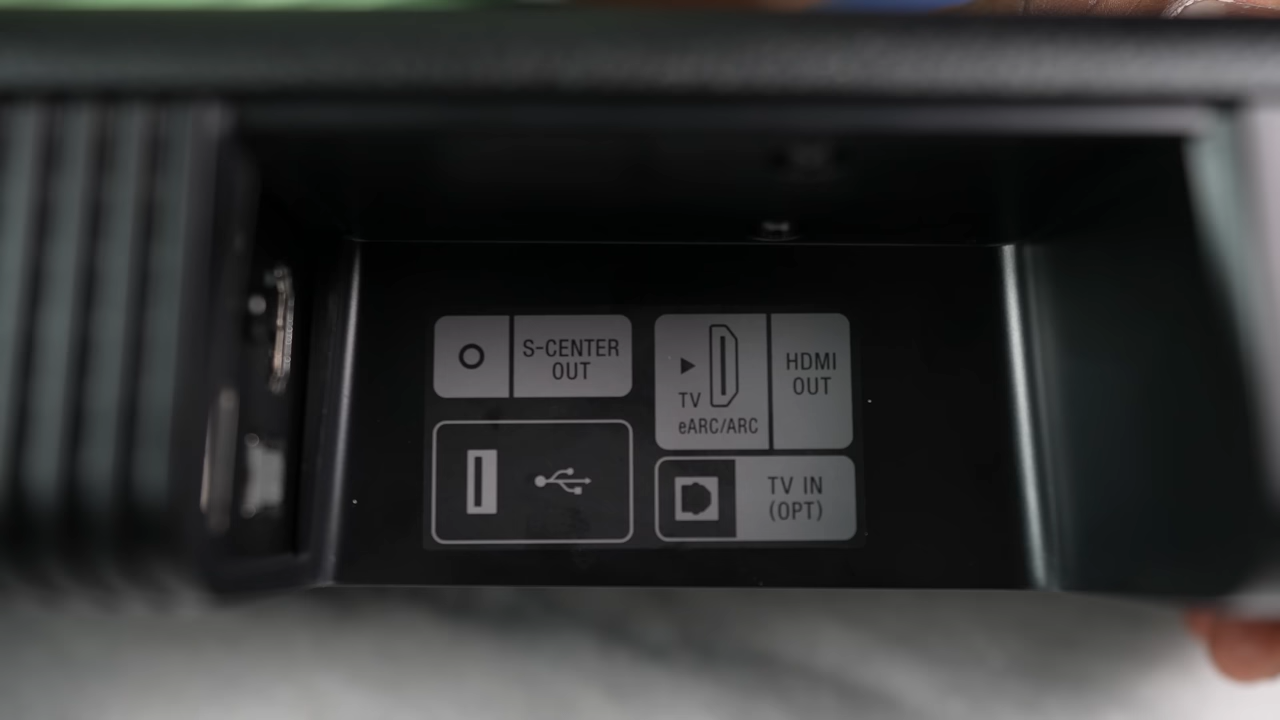 S-CENTER
OUT
TV
eARC/ARC
HDMI
OUT
TV IN
(OPT)